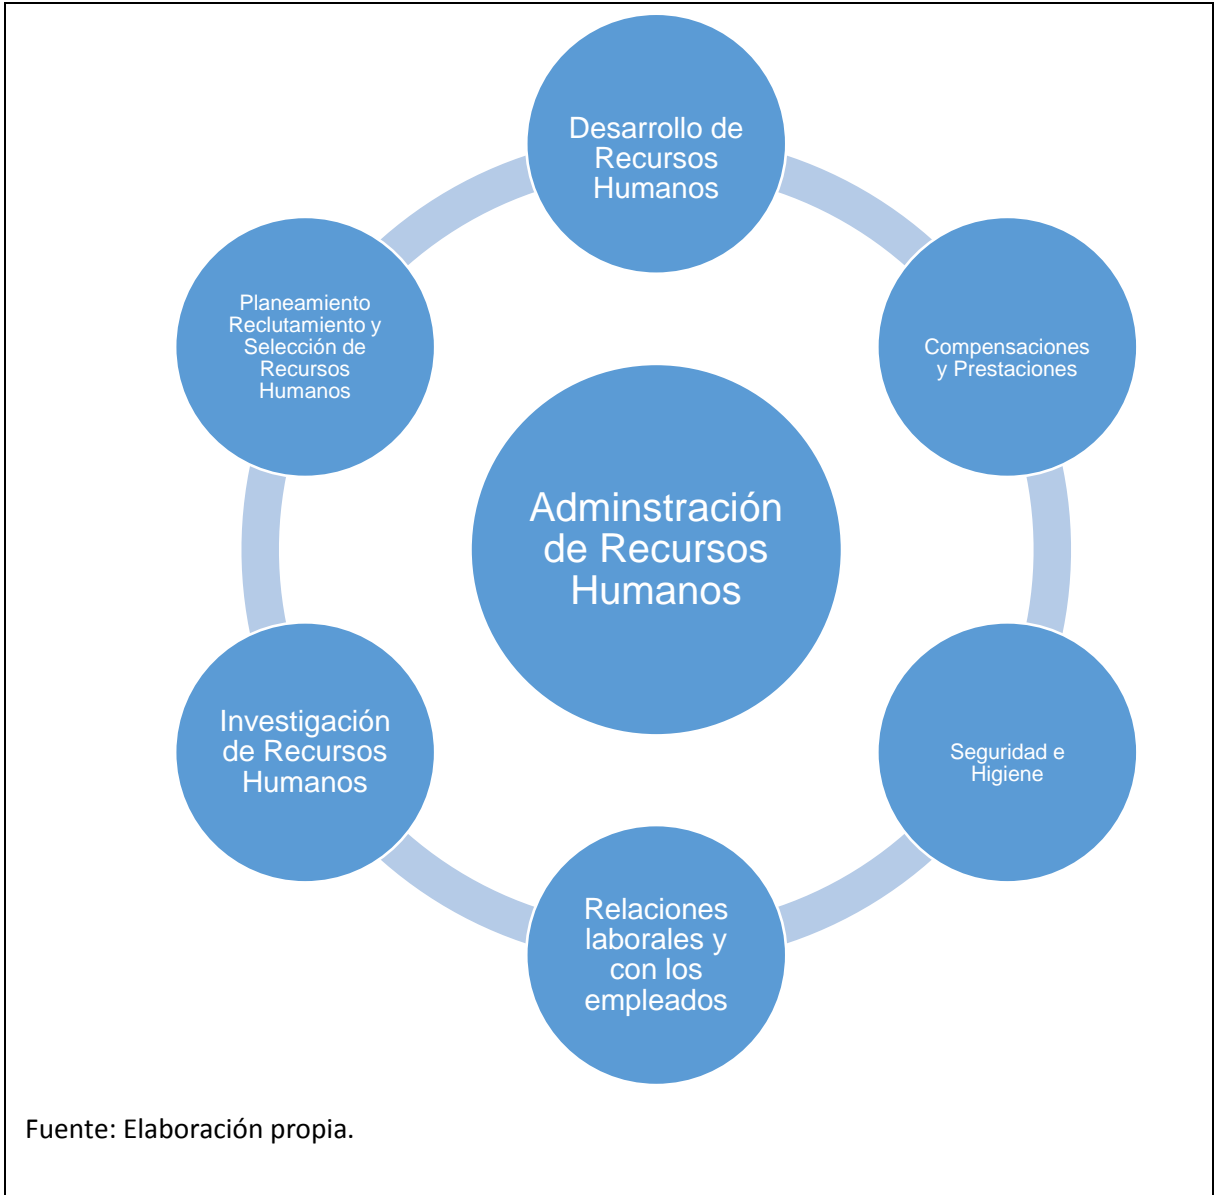 Desarrollo de
Recursos
Humanos
Planeamiento
Reclutamiento y
Selección de
Recursos
Humanos
Compensaciones
y Prestaciones
Adminstración
de Recursos
Humanos
Investigación
de Recursos
Humanos
Seguridad e
Higiene
Relaciones
laborales y
con los
empleados
Fuente: Elaboración propia.